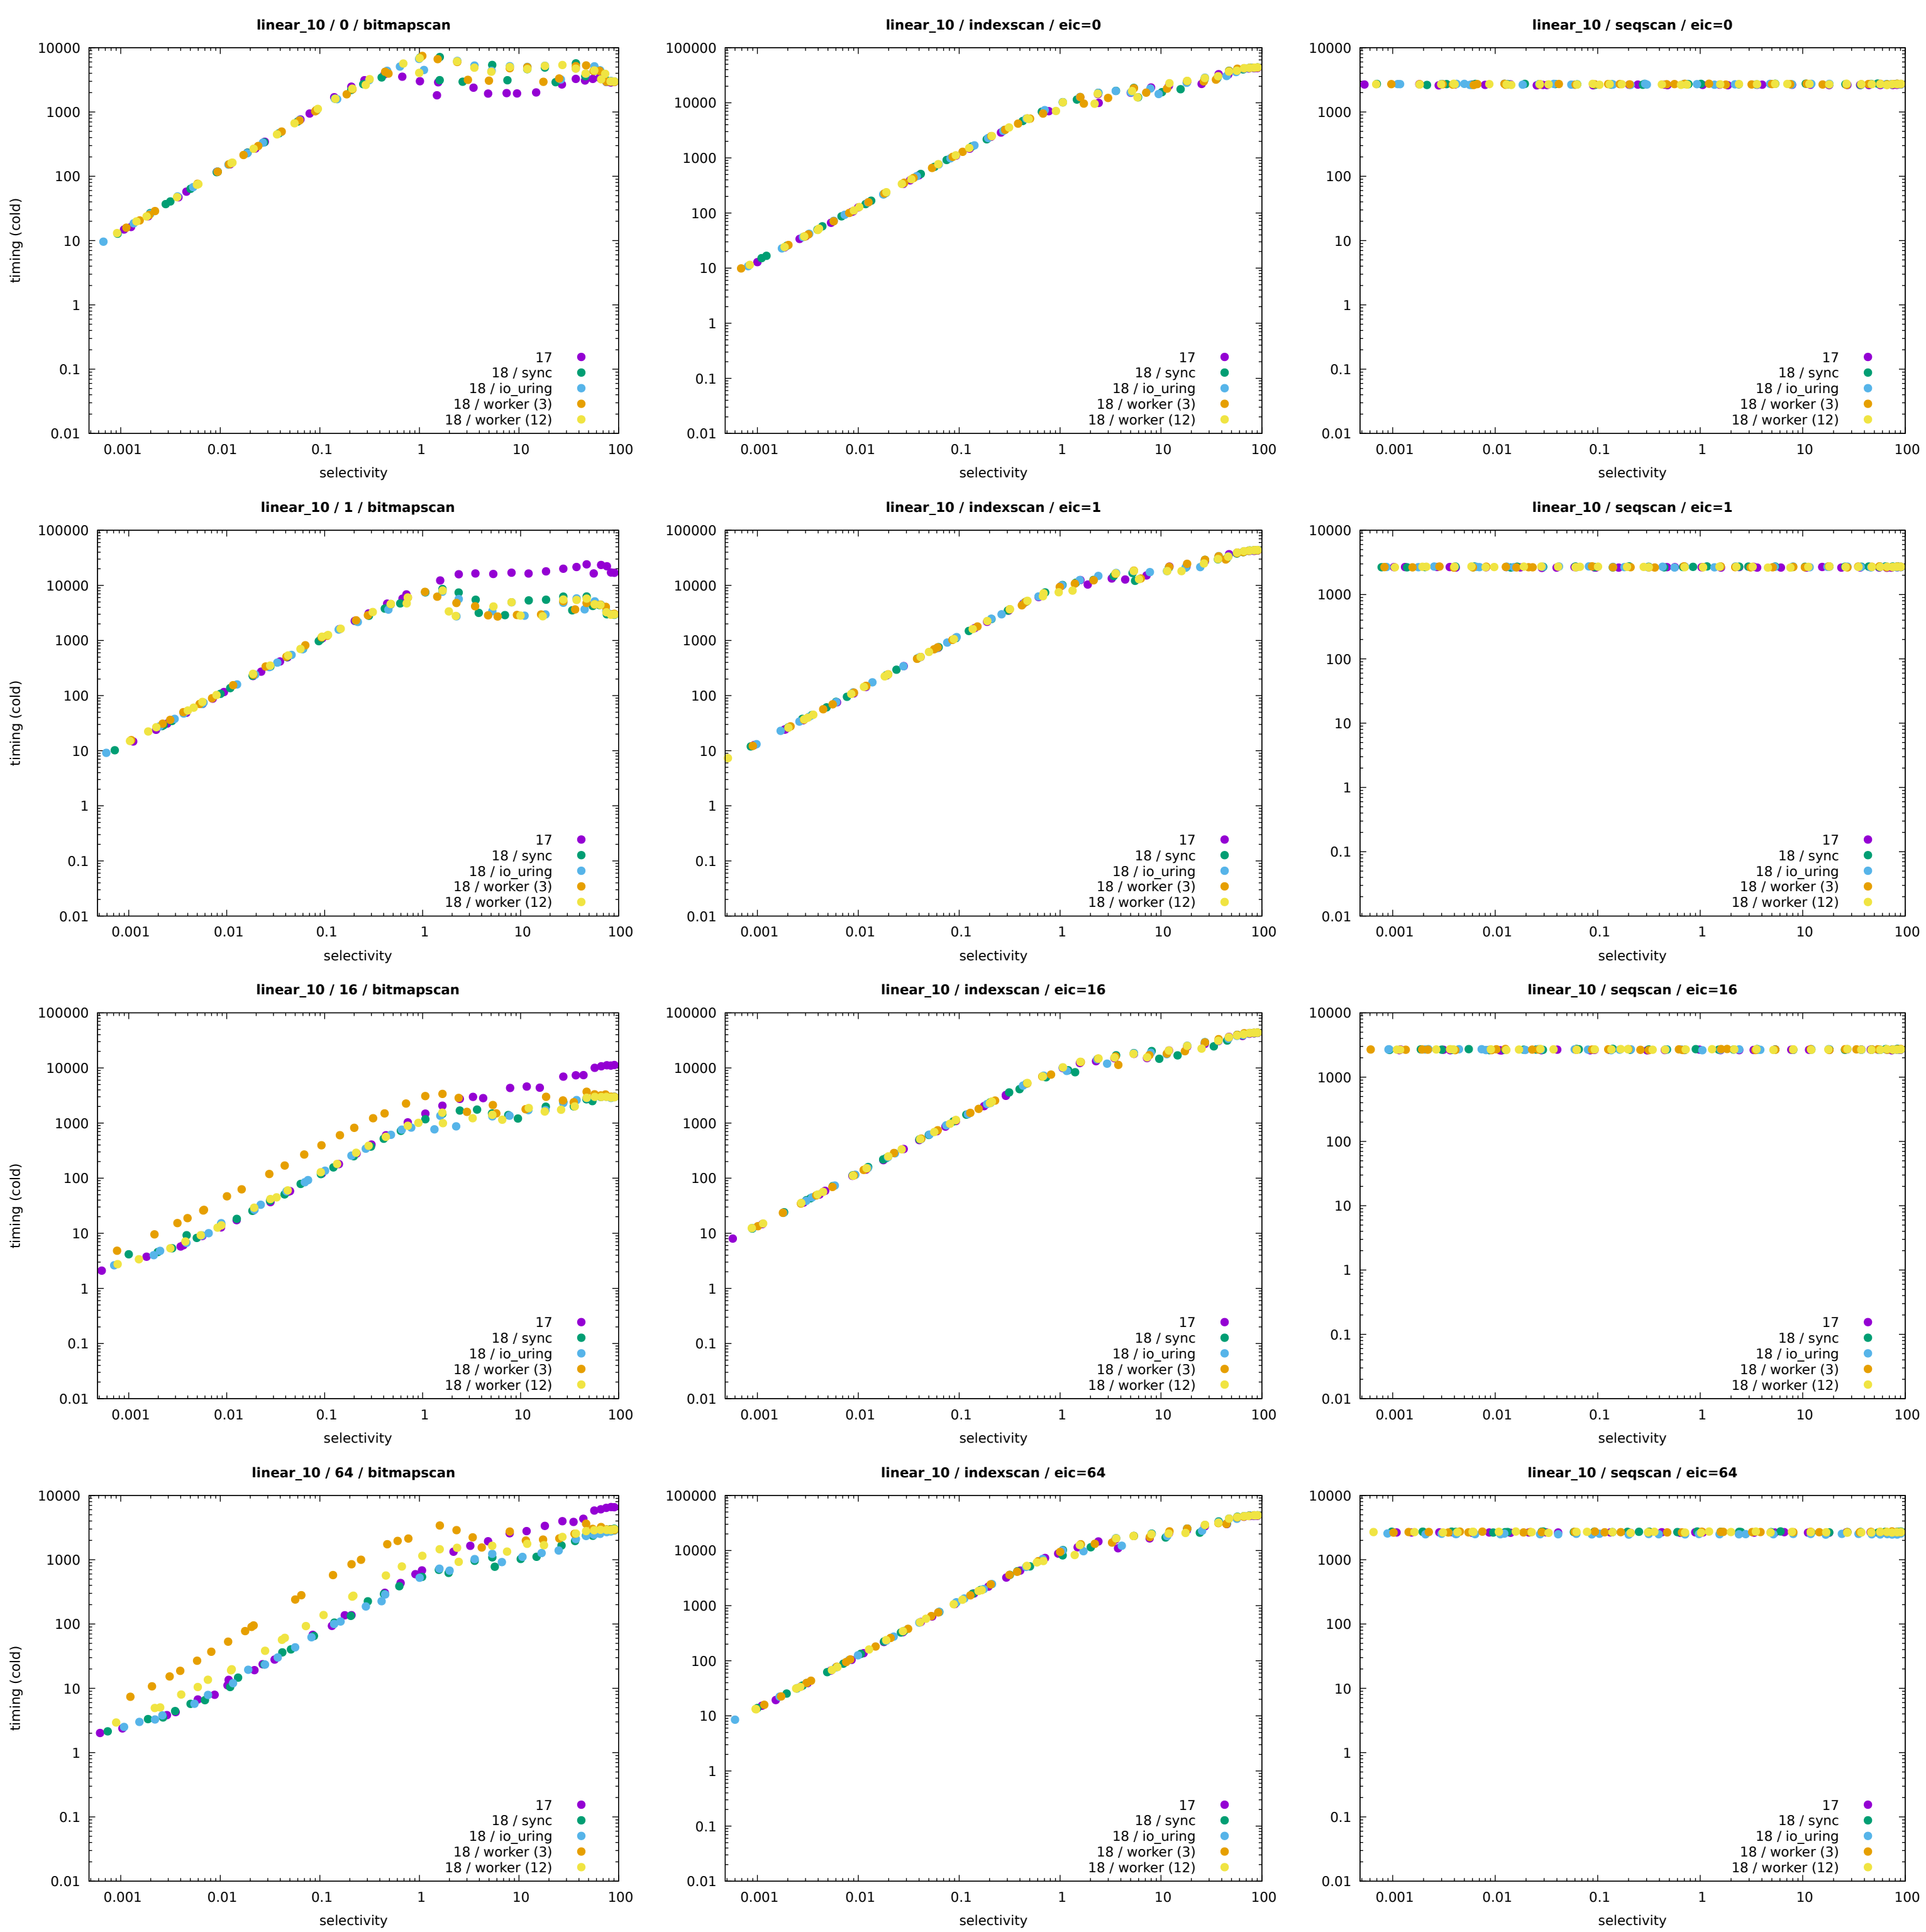 linear_10 / 0 / bitmapscan
timing (cold)
10000
1000
100
10
1
0.1
0.01
0.001
0.01
0.1
1
10
100
selectivity
17
18 / sync
18 / io_uring
18 / worker (3)
18 / worker (12)
linear_10 / indexscan / eic=0
100000
10000
1000
100
10
1
0.1
0.01
0.001
0.01
0.1
1
10
100
selectivity
17
18 / sync
18 / io_uring
18 / worker (3)
18 / worker (12)
linear_10 / seqscan / eic=0
10000
1000
100
10
1
0.1
0.01
0.001
0.01
0.1
1
10
100
selectivity
17
18 / sync
18 / io_uring
18 / worker (3)
18 / worker (12)
linear_10 / 1 / bitmapscan
timing (cold)
100000
10000
1000
100
10
1
0.1
0.01
0.001
0.01
0.1
1
10
100
selectivity
17
18 / sync
18 / io_uring
18 / worker (3)
18 / worker (12)
linear_10 / indexscan / eic=1
100000
10000
1000
100
10
1
0.1
0.01
0.001
0.01
0.1
1
10
100
selectivity
17
18 / sync
18 / io_uring
18 / worker (3)
18 / worker (12)
linear_10 / seqscan / eic=1
10000
1000
100
10
1
0.1
0.01
0.001
0.01
0.1
1
10
100
selectivity
17
18 / sync
18 / io_uring
18 / worker (3)
18 / worker (12)
linear_10 / 16 / bitmapscan
timing (cold)
100000
10000
1000
100
10
1
0.1
0.01
0.001
0.01
0.1
1
10
100
selectivity
17
18 / sync
18 / io_uring
18 / worker (3)
18 / worker (12)
linear_10 / indexscan / eic=16
100000
10000
1000
100
10
1
0.1
0.01
0.001
0.01
0.1
1
10
100
selectivity
17
18 / sync
18 / io_uring
18 / worker (3)
18 / worker (12)
linear_10 / seqscan / eic=16
10000
1000
100
10
1
0.1
0.01
0.001
0.01
0.1
1
10
100
selectivity
17
18 / sync
18 / io_uring
18 / worker (3)
18 / worker (12)
linear_10 / 64 / bitmapscan
timing (cold)
10000
1000
100
10
1
0.1
0.01
0.001
0.01
0.1
1
10
100
selectivity
17
18 / sync
18 / io_uring
18 / worker (3)
18 / worker (12)
linear_10 / indexscan / eic=64
100000
10000
1000
100
10
1
0.1
0.01
0.001
0.01
0.1
1
10
100
selectivity
17
18 / sync
18 / io_uring
18 / worker (3)
18 / worker (12)
linear_10 / seqscan / eic=64
10000
1000
100
10
1
0.1
0.01
0.001
0.01
0.1
1
10
100
selectivity
17
18 / sync
18 / io_uring
18 / worker (3)
18 / worker (12)